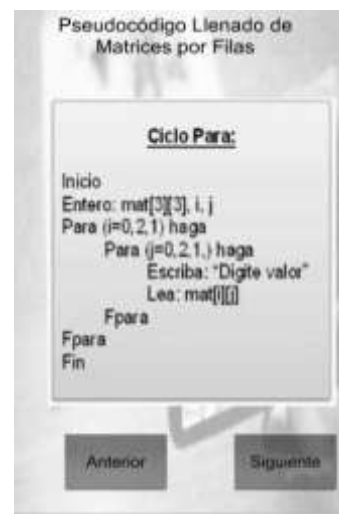 Pseudocódigo Llenado de
Matrices por Filas
Ciclo Para:
Inicio
Entero: mat[3][3], i, j
Para (i=0,2,1) haga
Para (j=0,2,1,) haga
Escriba: "Digite valor"
Lea: mat[i][j]
Fpara
Fpara
Fin
Anterior
Siguiente